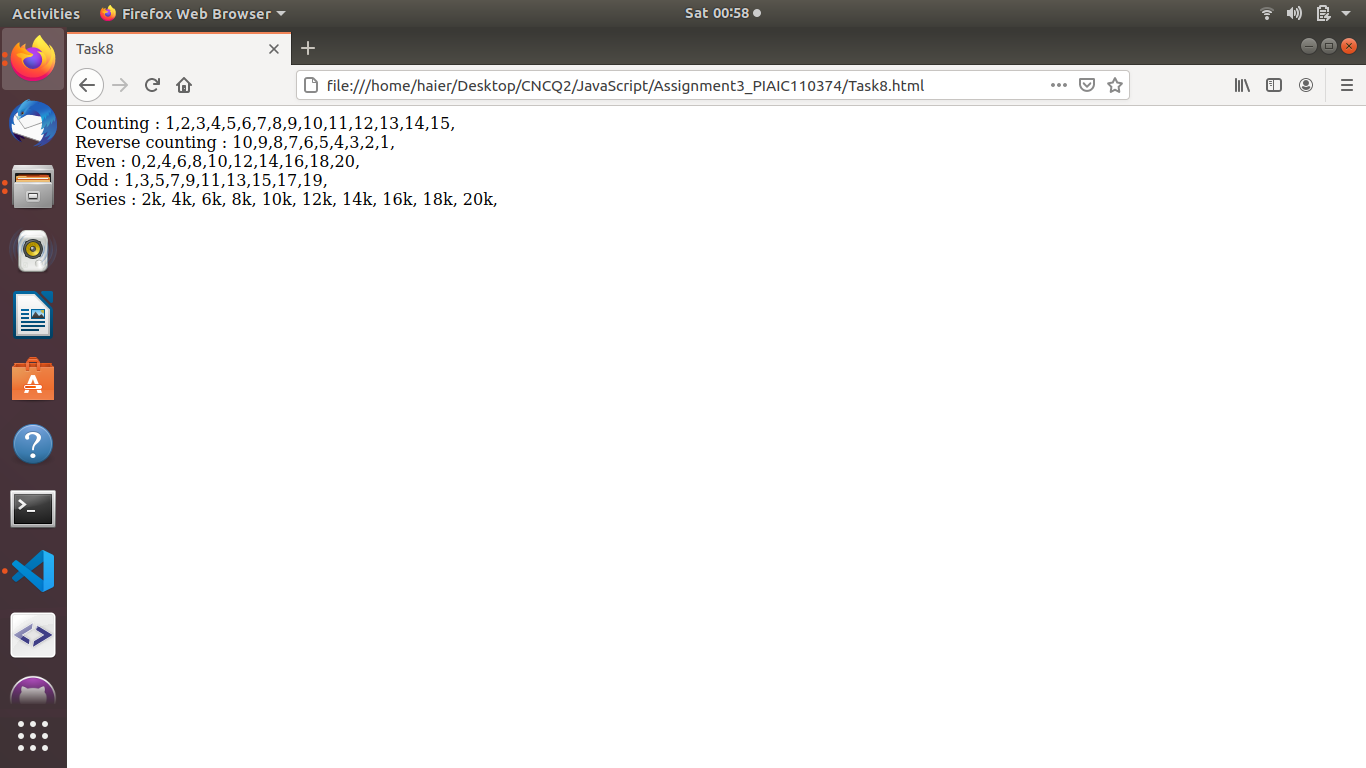 Activities Firefox Web Browser Sat 00:58
Task8
file:///home/haier/Desktop/CNCQ2/JavaScript/Assignment3_PIAIC110374/Task8.html
Counting : 1,2,3,4,5,6,7,8,9,10,11,12,13,14,15,
Reverse counting : 10,9,8,7,6,5,4,3,2,1,
Even : 0,2,4,6,8,10,12,14,16,18,20,
Odd : 1,3,5,7,9,11,13,15,17,19,
Series : 2k, 4k, 6k, 8k, 10k, 12k, 14k, 16k, 18k, 20k,